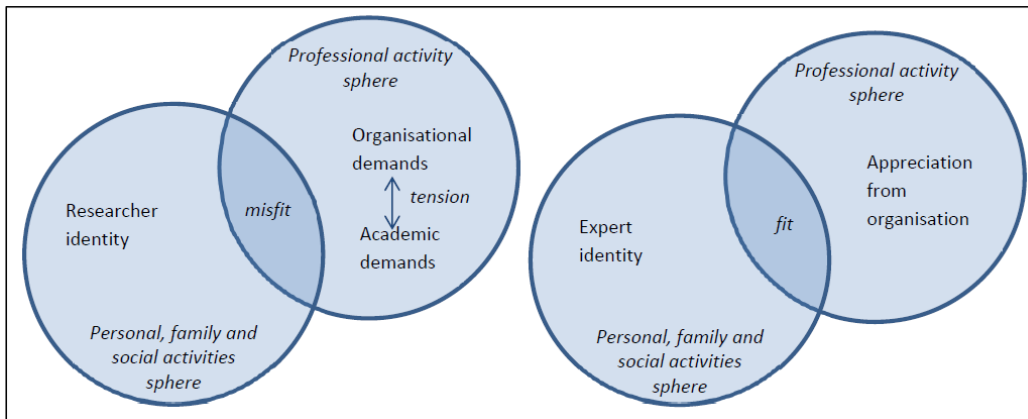 Professional activity
sphere
Organisational
demands
tension
Academic
demands
misfit
Researcher
identity
Personal, family and
social activities
sphere
Professional activity
sphere
Appreciation
from
organisation
fit
Expert
identity
Personal, family and
social activities
sphere